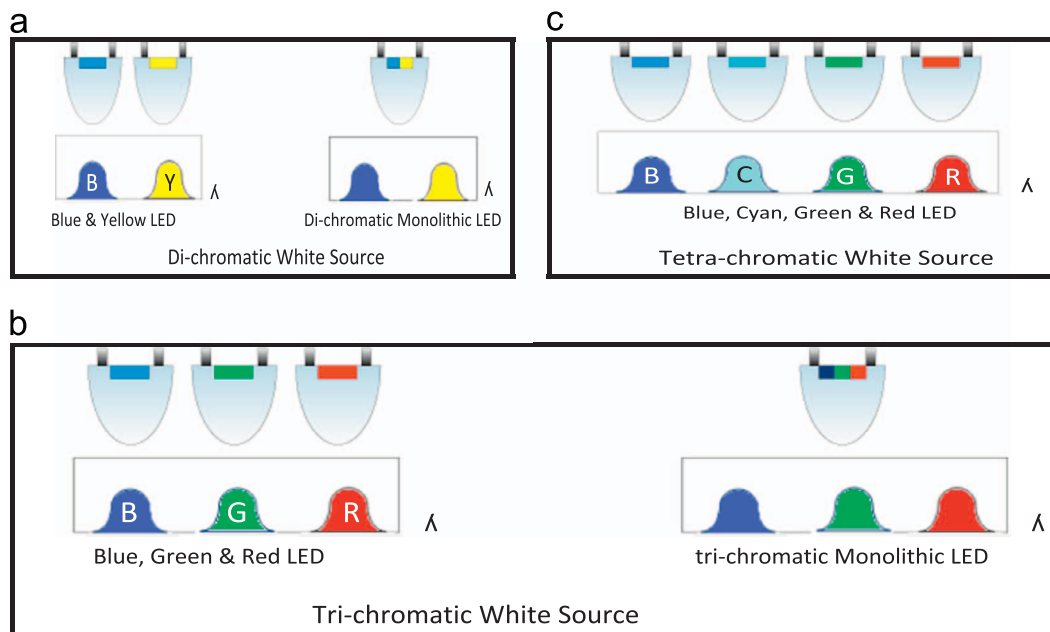 a
B
Y
λ
Blue & Yellow LED
λ
Di-chromatic Monolithic LED
Di-chromatic White Source
c
B
C
G
R
λ
Blue, Cyan, Green & Red LED
Tetra-chromatic White Source
b
B
G
R
λ
Blue, Green & Red LED
λ
tri-chromatic Monolithic LED
Tri-chromatic White Source